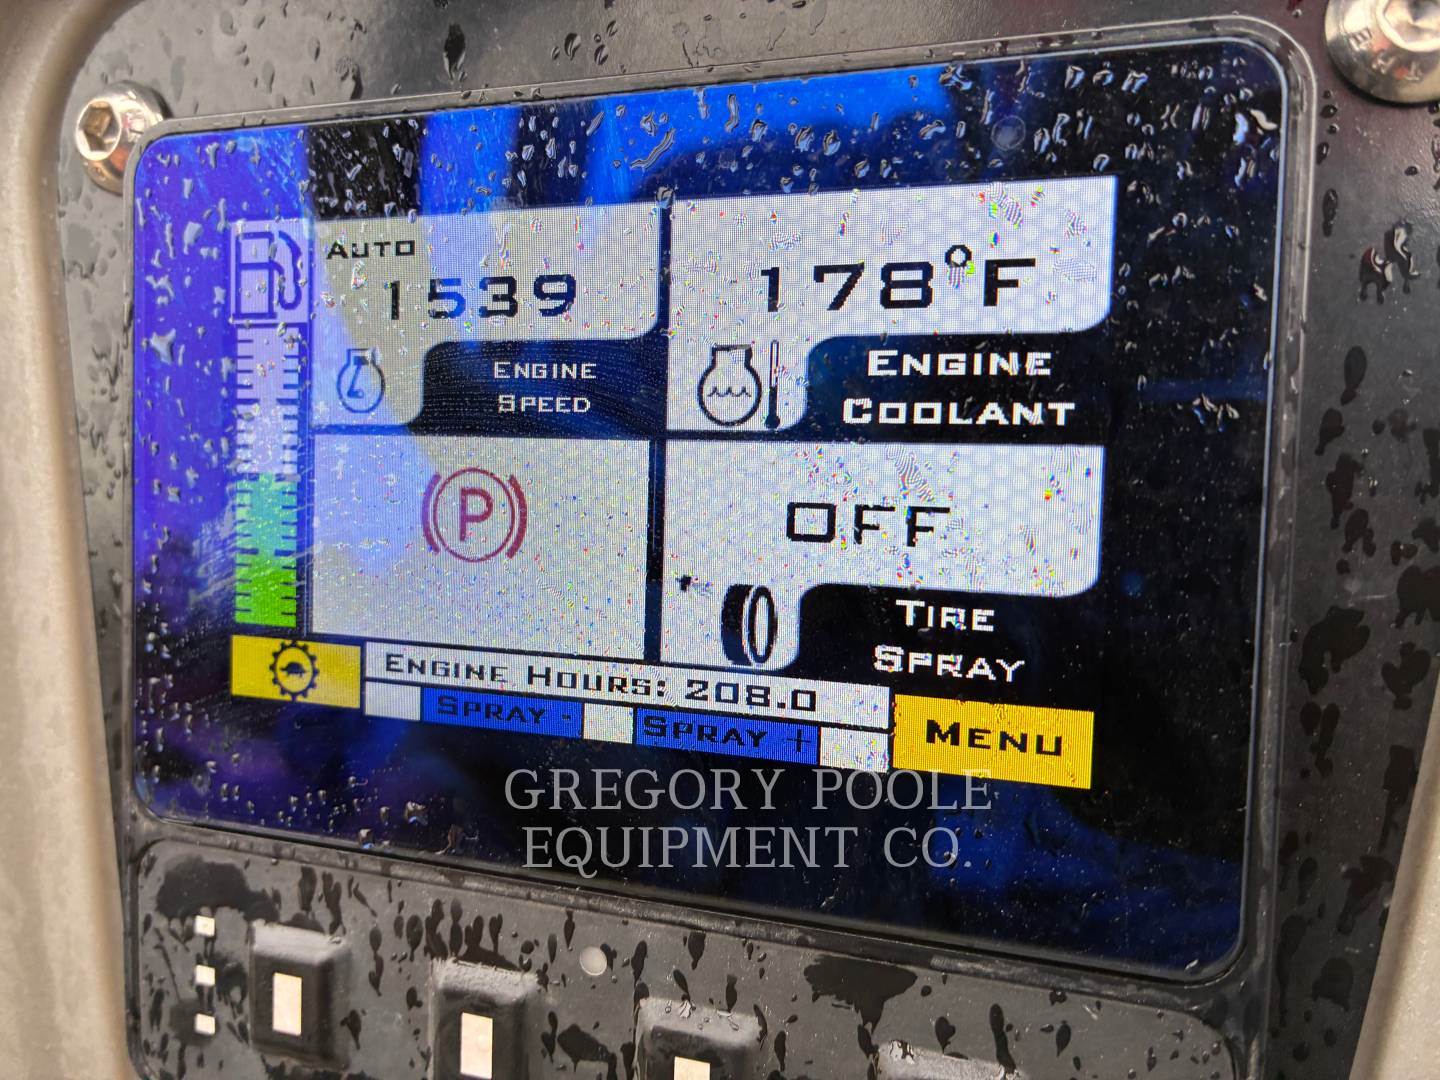 AUTO
1539
178°F
ENGINE
SPEED
ENGINE
COOLANT
P
OFF
TIRE
SPRAY
ENGINE HOURS: 208.0
SPRAY -
SPRAY +
MENU
GREGORY POOLE
EQUIPMENT CO.